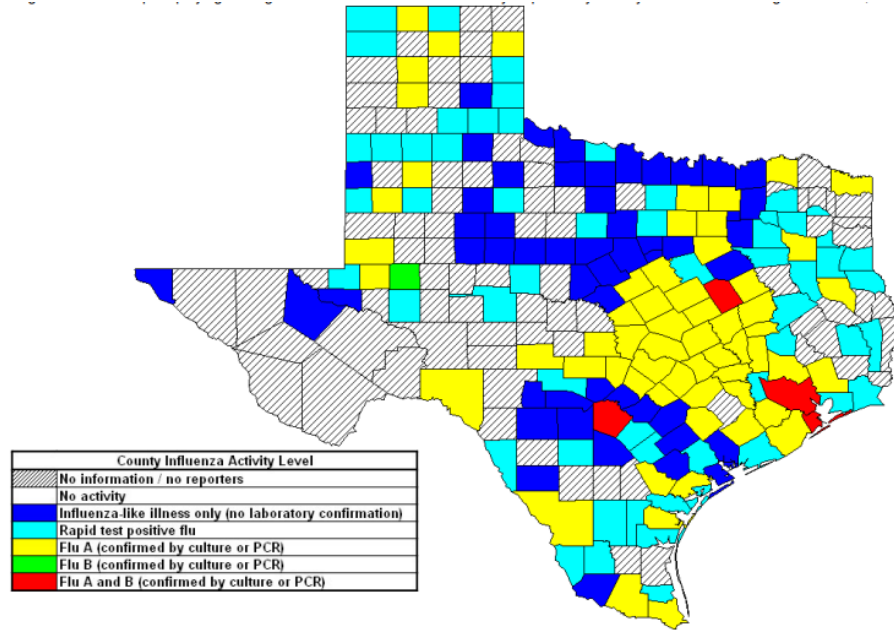 County Influenza Activity Level
No information / no reporters
No activity
Influenza-like illness only (no laboratory confirmation)
Rapid test positive flu
Flu A (confirmed by culture or PCR)
Flu B (confirmed by culture or PCR)
Flu A and B (confirmed by culture or PCR)